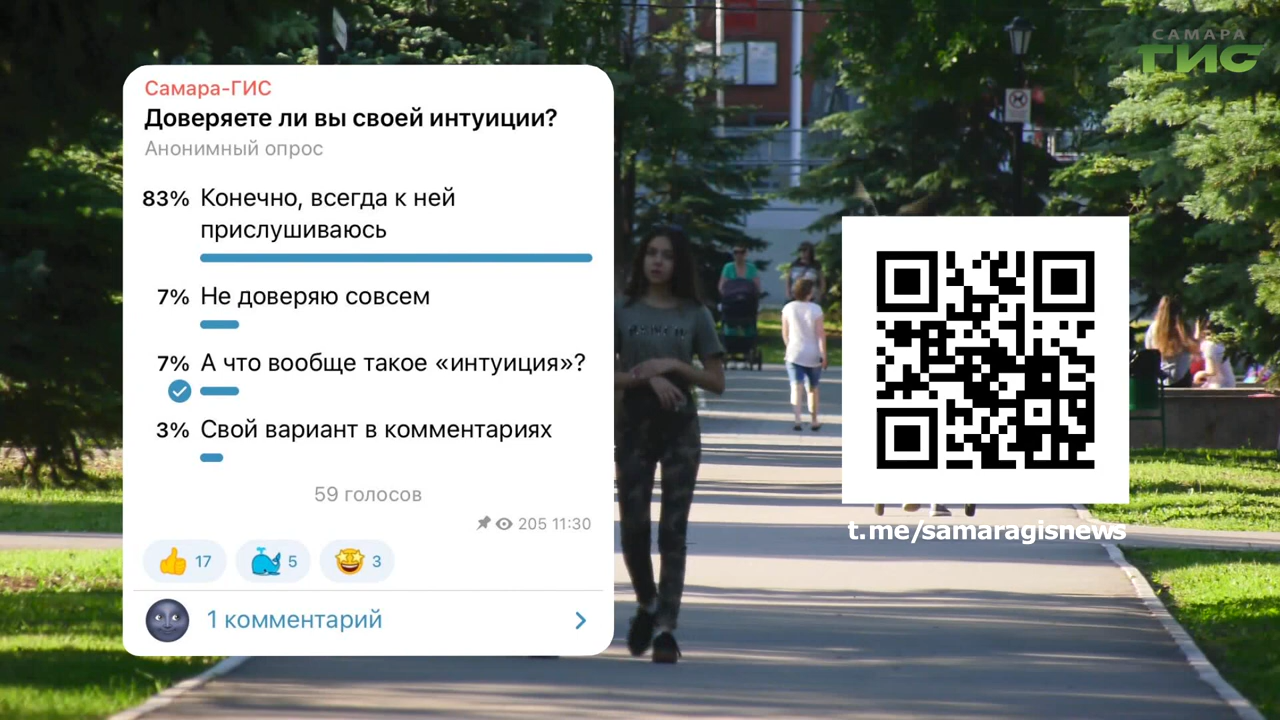 САМАРА
ГИС
Самара-ГИС
Доверяете ли вы своей интуиции?
Анонимный опрос
83% Конечно, всегда к ней
прислушиваюсь
7% Не доверяю совсем
7% А что вообще такое «интуиция»?
3% Свой вариант в комментариях
59 голосов
205 11:30
17 5 3
1 комментарий
t.me/samaragisnews